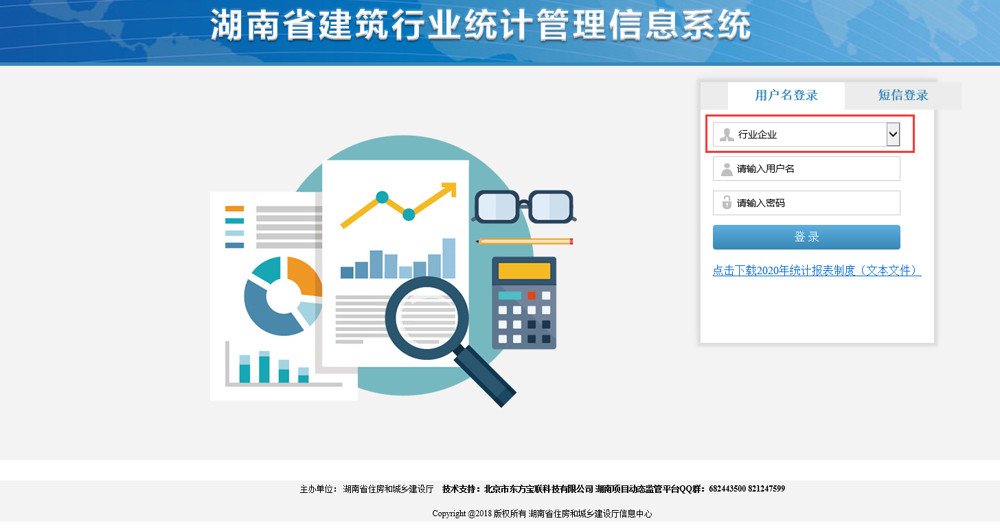 湖南省建筑行业统计管理信息系统
用户名登录 短信登录
行业企业
请输入用户名
请输入密码
登 录
点击下载2020年统计报表制度（文本文件）
主办单位： 湖南省住房和城乡建设厅 技术支持：北京市东方宝联科技有限公司 湖南项目动态监管平台QQ群：682443500 821247599
Copyright @2018 版权所有 湖南省住房和城乡建设厅信息中心